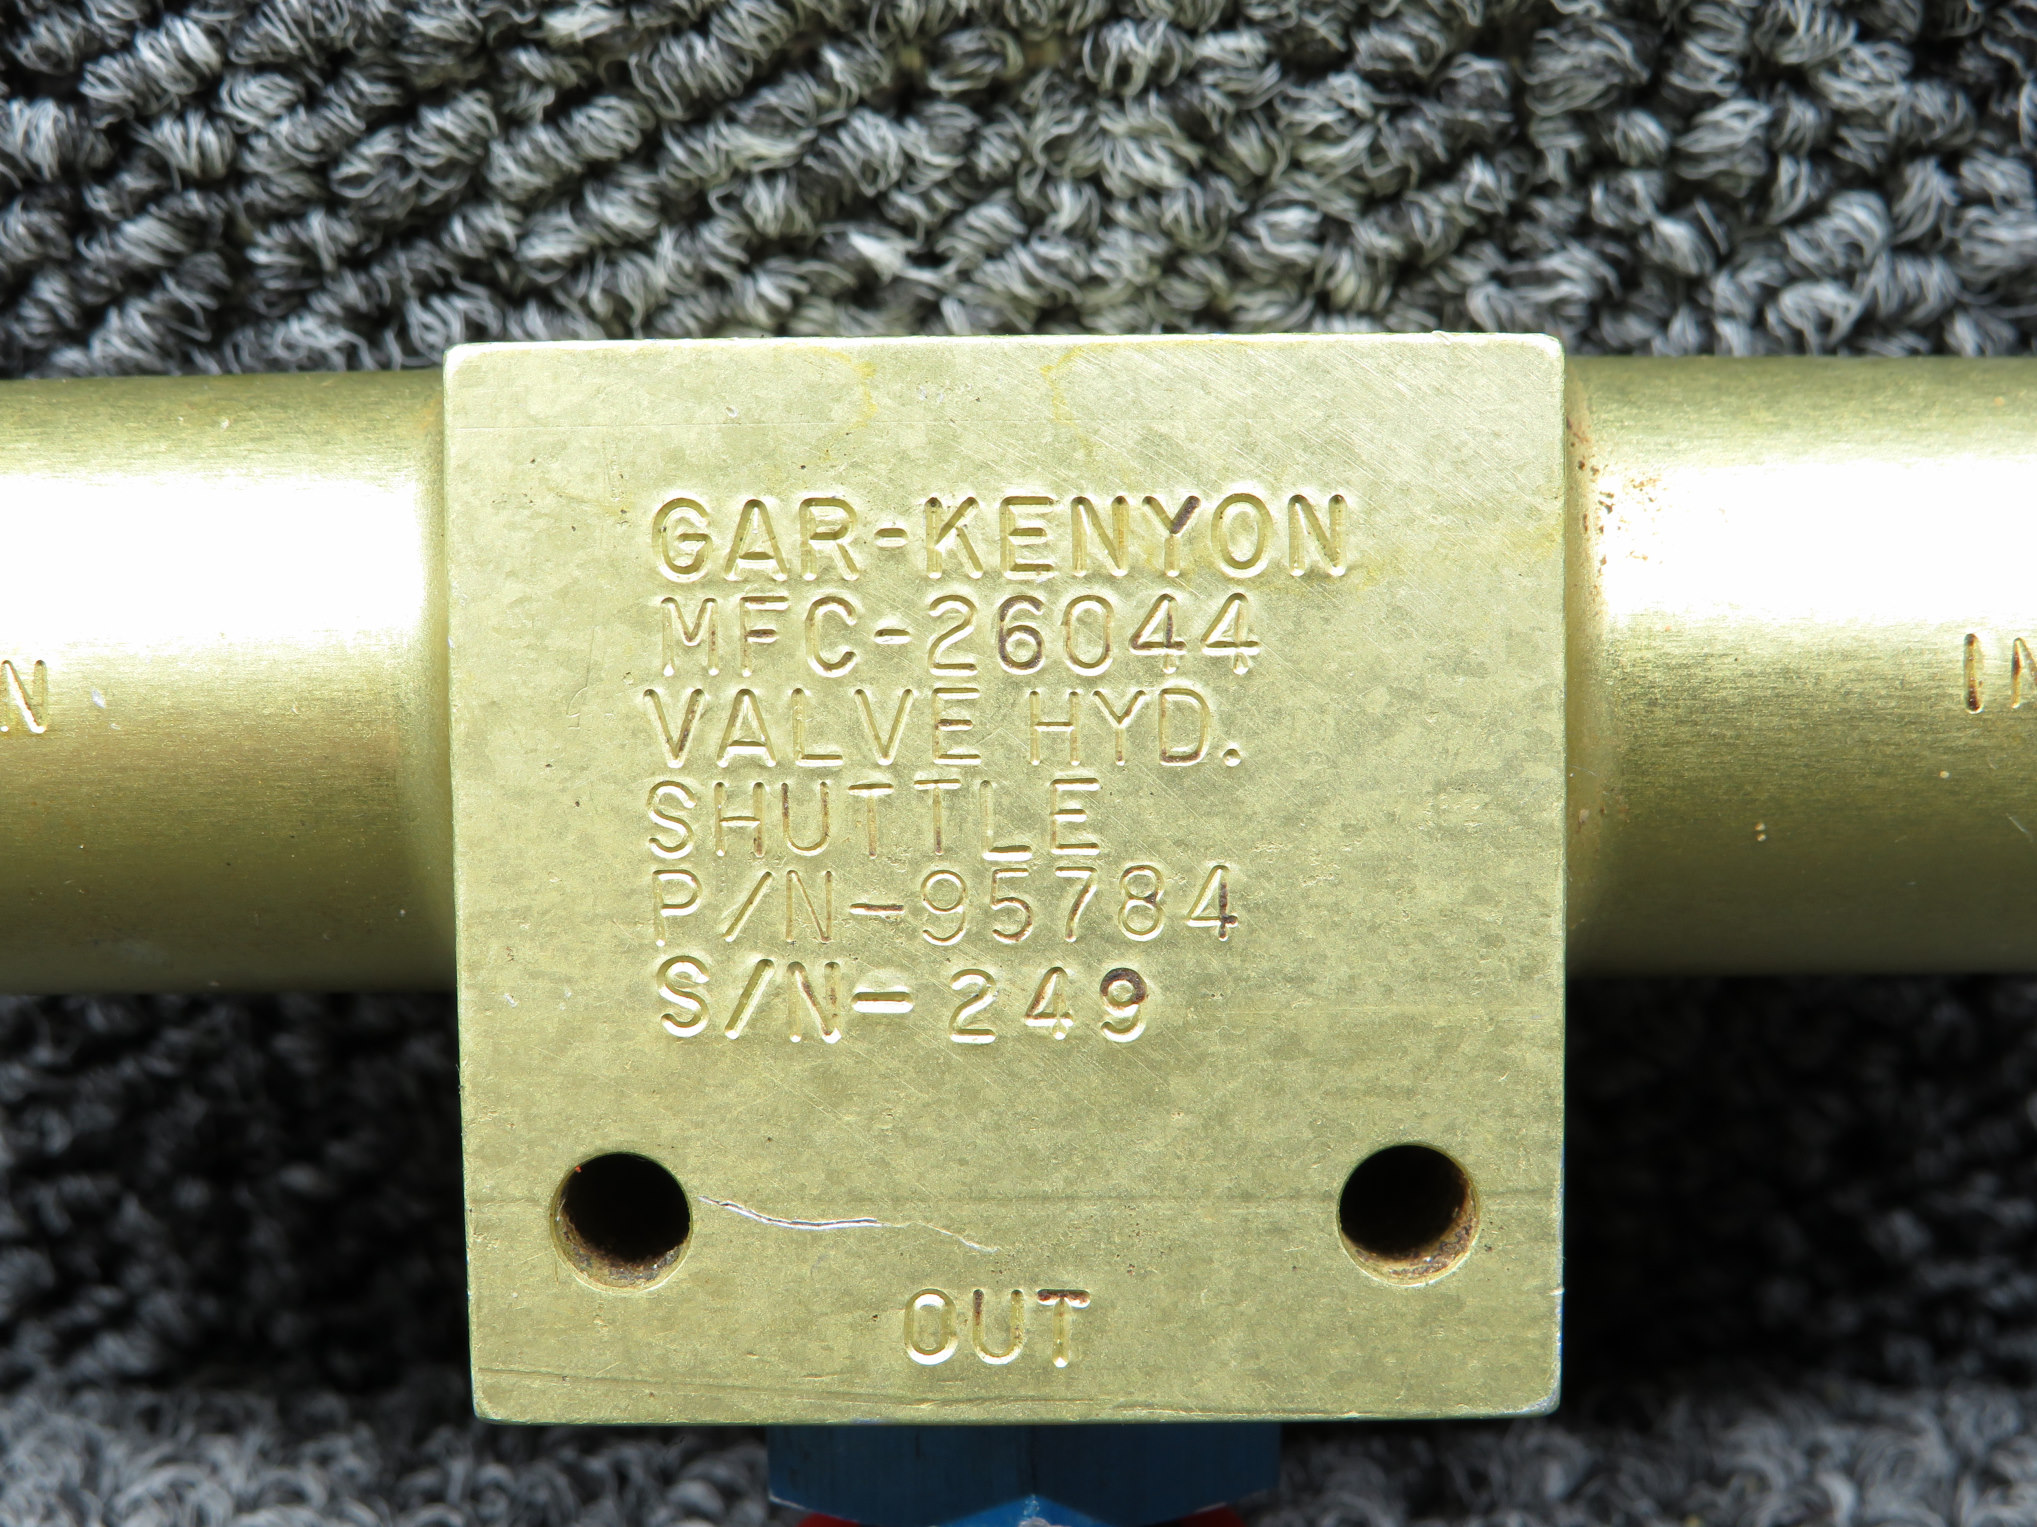 GAR-KENYON
MFC-26044
VALVE HYD.
SHUTTLE
P/N-95784
S/N-249
OUT